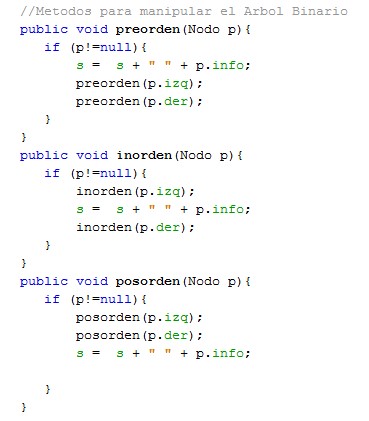 //Metodos para manipular el Arbol Binario
public void preorden(Nodo p){
if (p!=null){
s =  s + " " + p.info;
preorden(p.izq);
preorden(p.der);
}
}
public void inorden(Nodo p){
if (p!=null){
inorden(p.izq);
s =  s + " " + p.info;
inorden(p.der);
}
}
public void posorden(Nodo p){
if (p!=null){
posorden(p.izq);
posorden(p.der);
s =  s + " " + p.info;
}
}